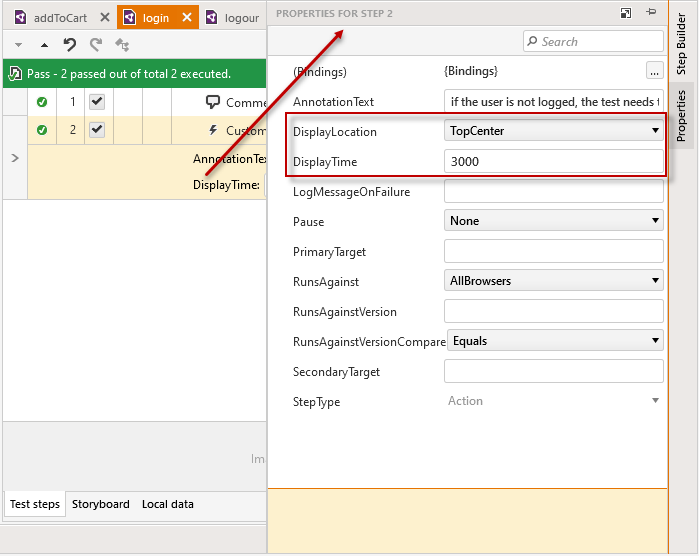 addToCart
login
logour
PROPERTIES FOR STEP 2
Search
Step Builder
Properties
Pass - 2 passed out of total 2 executed.
1 Comme
2 Custom
AnnotationTex
DisplayTime:
(Bindings) {Bindings} ...
AnnotationText if the user is not logged, the test needs t
DisplayLocation TopCenter
DisplayTime 3000
LogMessageOnFailure
Pause None
PrimaryTarget
RunsAgainst AllBrowsers
RunsAgainstVersion
RunsAgainstVersionCompare Equals
SecondaryTarget
StepType Action
Ima
Test steps Storyboard Local data